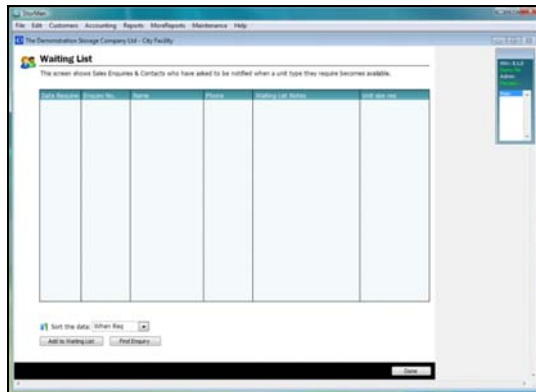 StorMan
File Edit Customers Accounting Reports MoreReports Maintenance Help
The Demonstration Storage Company Ltd - City Facility
Waiting List
This screen shows Sales Enquires & Contacts who have asked to be notified when a unit type they require becomes available.
Date Require Enquiry No. Name Phone Waiting List Notes Unit size req
Sort the data: When Req
Add to Waiting List Find Enquiry
Done